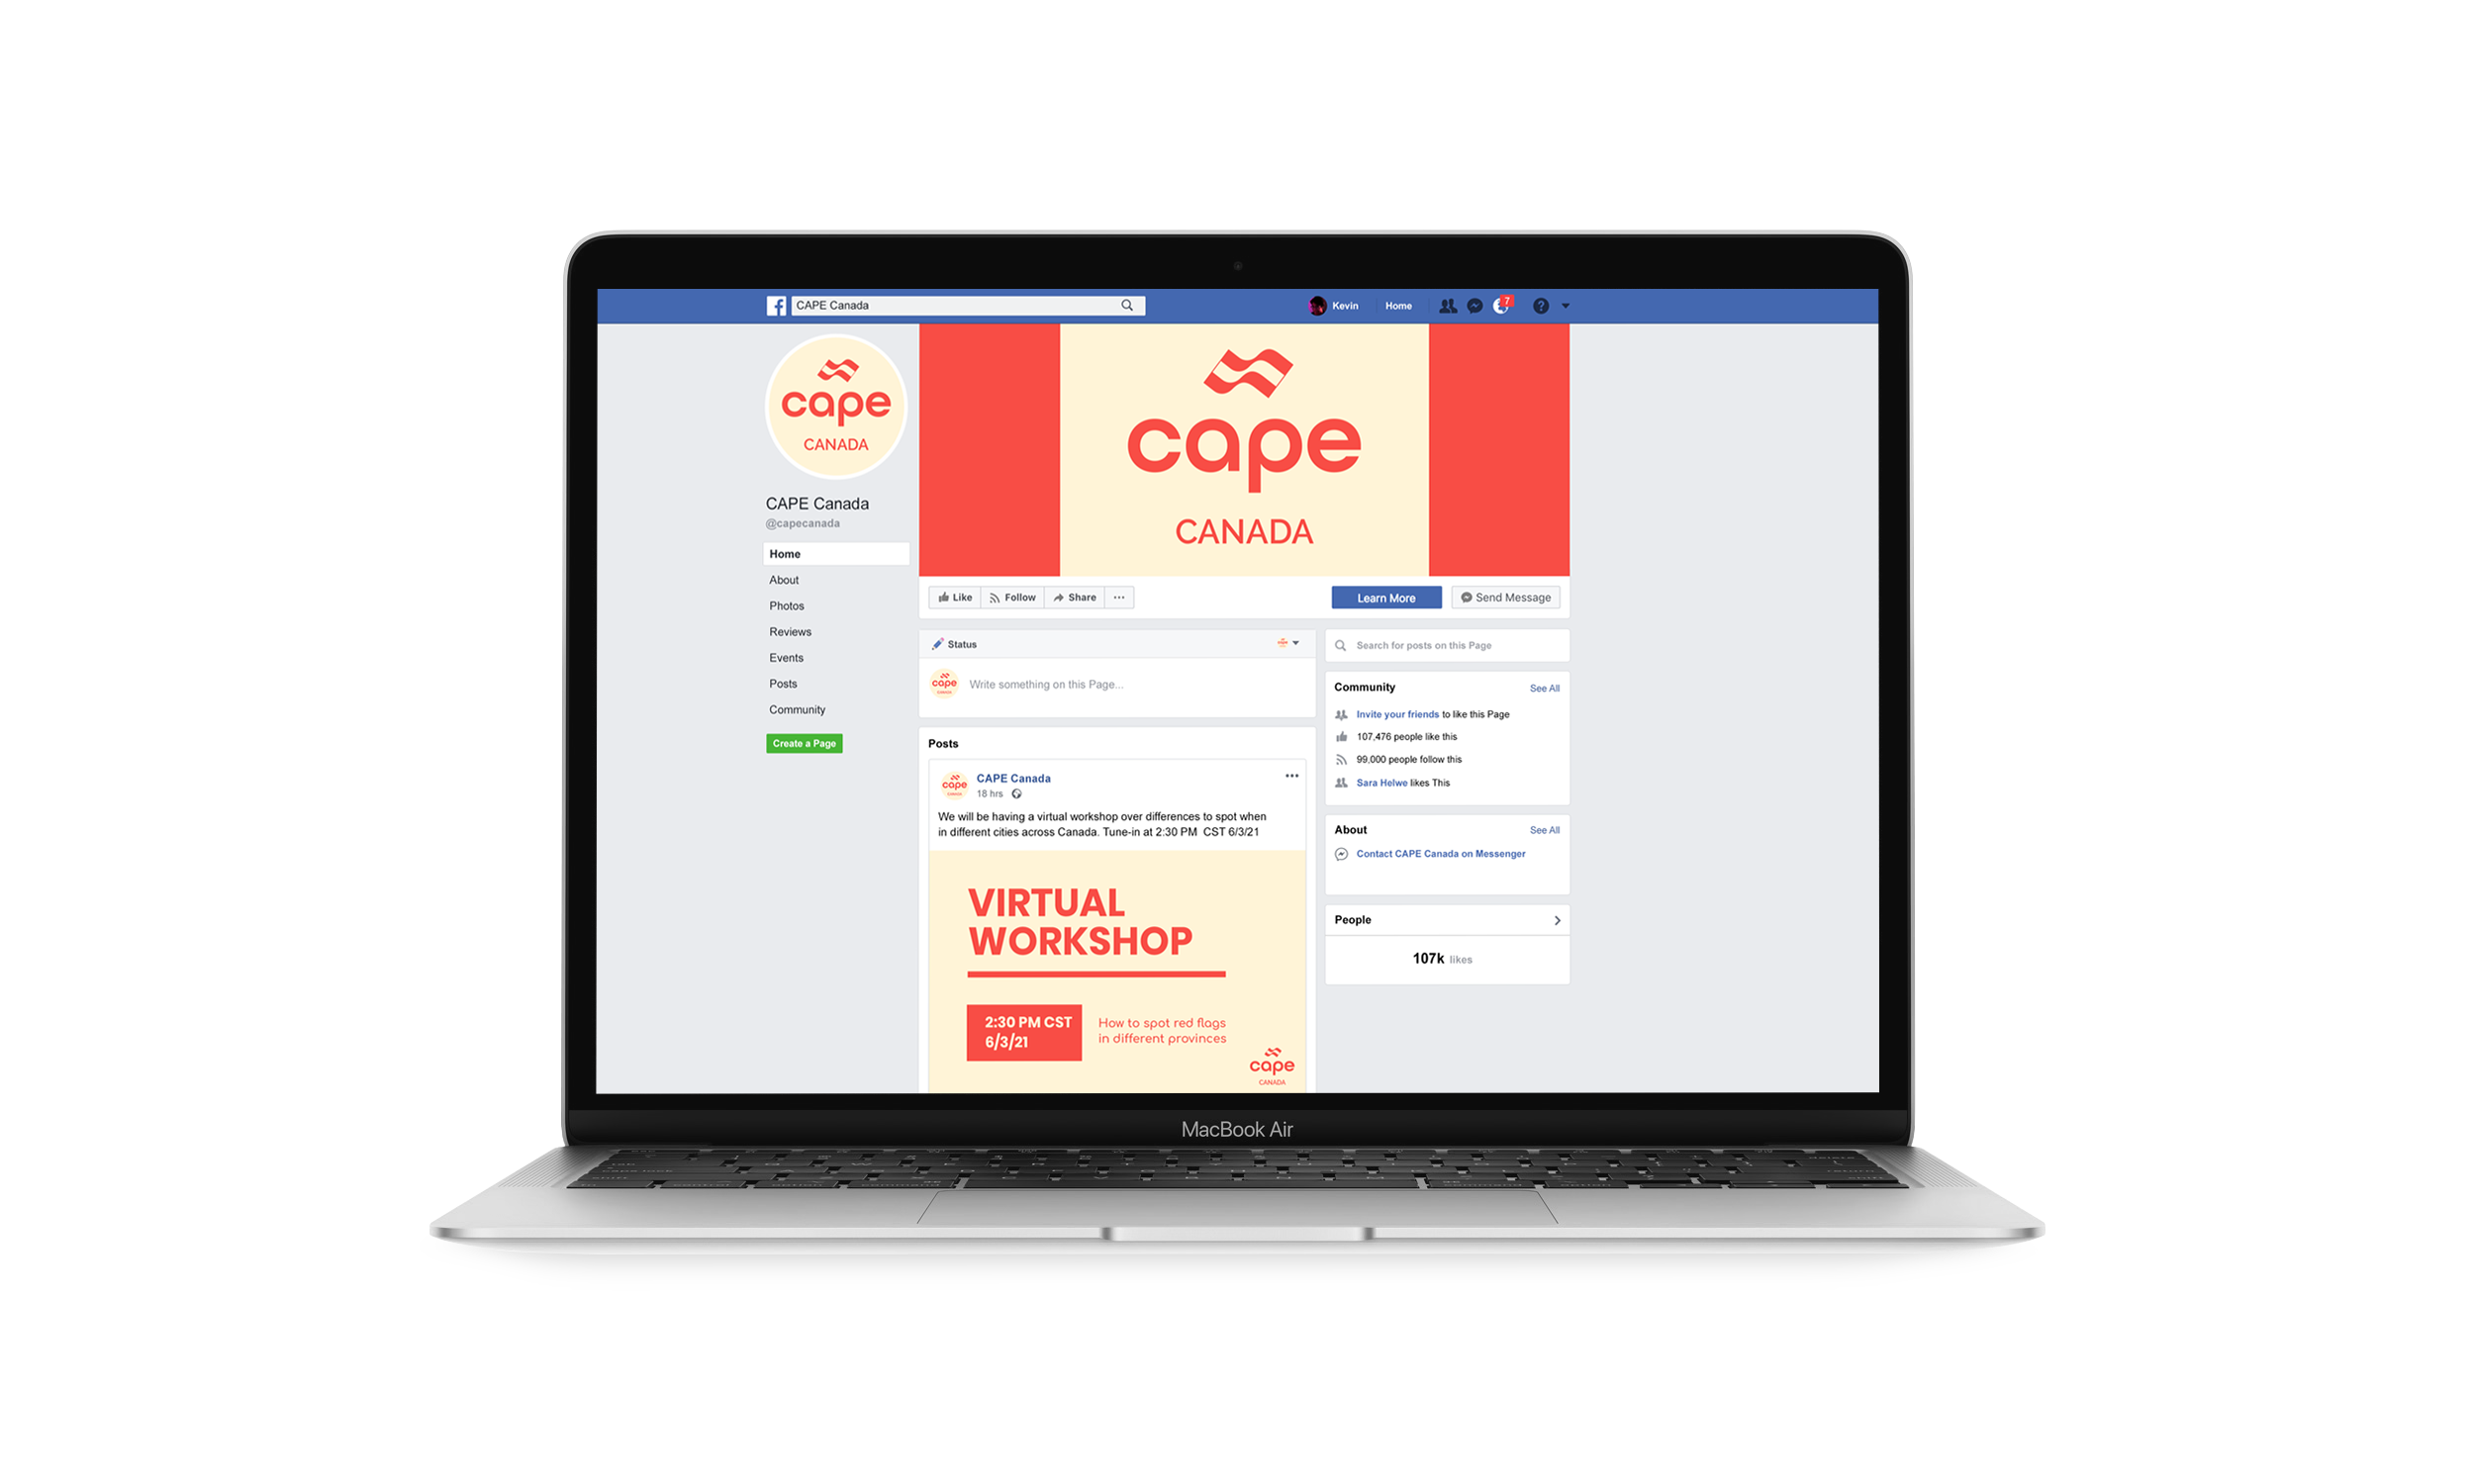 CAPE Canada
Kevin
Home
7
?
cape
CANADA
cape
CANADA
CAPE Canada
@capecanada
Home
About
Photos
Reviews
Events
Posts
Community
Create a Page
Like
Follow
Share
Learn More
Send Message
Status
cape
Write something on this Page...
Posts
cape
CANADA
CAPE Canada
18 hrs
We will be having a virtual workshop over differences to spot when
in different cities across Canada. Tune-in at 2:30 PM CST 6/3/21
VIRTUAL
WORKSHOP
2:30 PM CST
6/3/21
How to spot red flags
in different provinces
cape
CANADA
Search for posts on this Page
Community
See All
Invite your friends to like this Page
107,476 people like this
99,000 people follow this
Sara Helwe likes This
About
See All
Contact CAPE Canada on Messenger
People
107k likes
MacBook Air